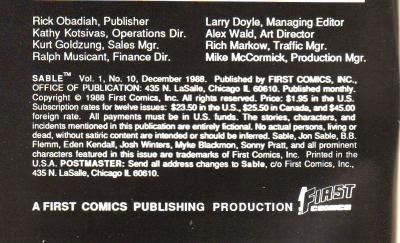 Rick Obadiah, Publisher Larry Doyle, Managing Editor
Kathy Kotsivas, Operations Dir. Alex Wald, Art Director
Kurt Goldzung, Sales Mgr. Rich Markow, Traffic Mgr.
Ralph Musicant, Finance Dir. Mike McCormick, Production Mgr.
SABLE™ Vol. 1, No. 10, December 1988. Published by FIRST COMICS, INC.,
OFFICE OF PUBLICATION: 435 N. LaSalle, Chicago IL 60610. Published monthly.
Copyright © 1988 First Comics, Inc. All rights reserved. Price: $1.95 in the U.S.
Subscription rates for twelve issues: $23.50 in the U.S., $25.50 in Canada, and $45.00
foreign rate. All payments must be in U.S. funds. The stories, characters, and
incidents mentioned in this publication are entirely fictional. No actual persons, living or
dead, without satiric content are intended or should be inferred. Sable, Jon Sable, B.B.
Flemm, Eden Kendall, Josh Winters, Myke Blackmon, Sonny Pratt, and all prominent
characters featured in this issue are trademarks of First Comics, Inc. Printed in the
U.S.A. POSTMASTER: Send all address changes to Sable, c/o First Comics, Inc.,
435 N. LaSalle, Chicago IL 60610.
A FIRST COMICS PUBLISHING PRODUCTION FIRST
COMICS